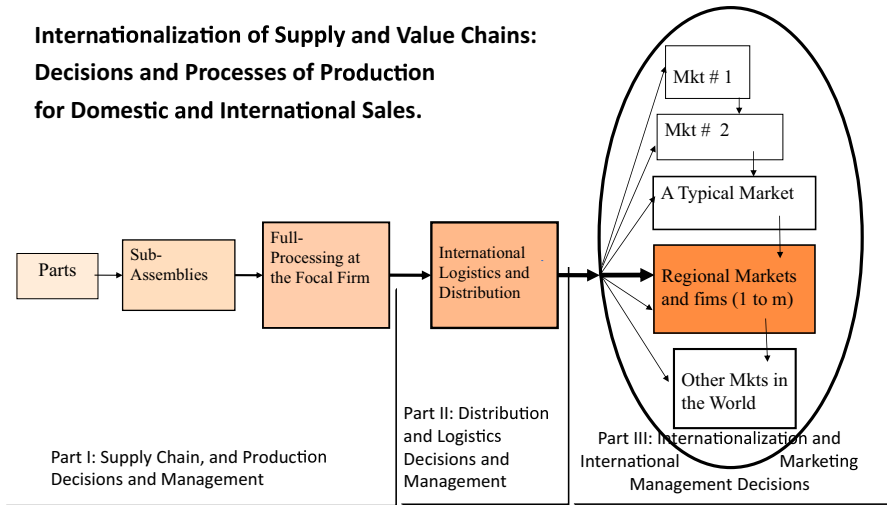 Internationalization of Supply and Value Chains:
Decisions and Processes of Production
for Domestic and International Sales.
Mkt # 1
Mkt # 2
A Typical Market
Regional Markets
and fims (1 to m)
Other Mkts in
the World
Parts
Sub-
Assemblies
Full-
Processing at
the Focal Firm
International
Logistics and
Distribution
Part I: Supply Chain, and Production
Decisions and Management
Part II: Distribution
and Logistics
Decisions and
Management
Part III: Internationalization and
International Marketing
Management Decisions